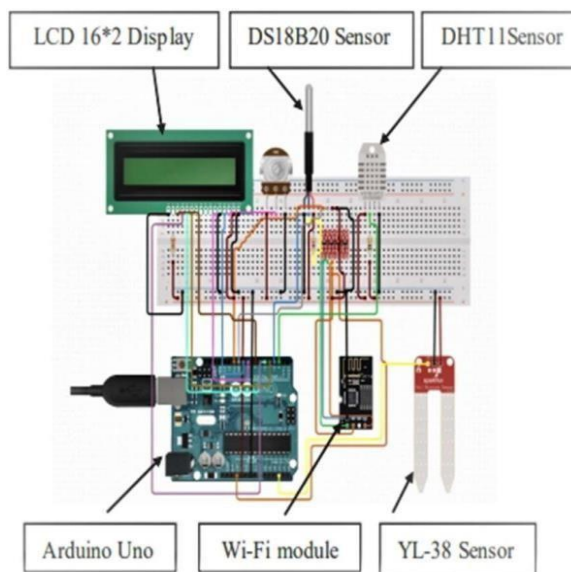 LCD 16*2 Display
DS18B20 Sensor
DHT11Sensor
Arduino Uno
Wi-Fi module
YL-38 Sensor